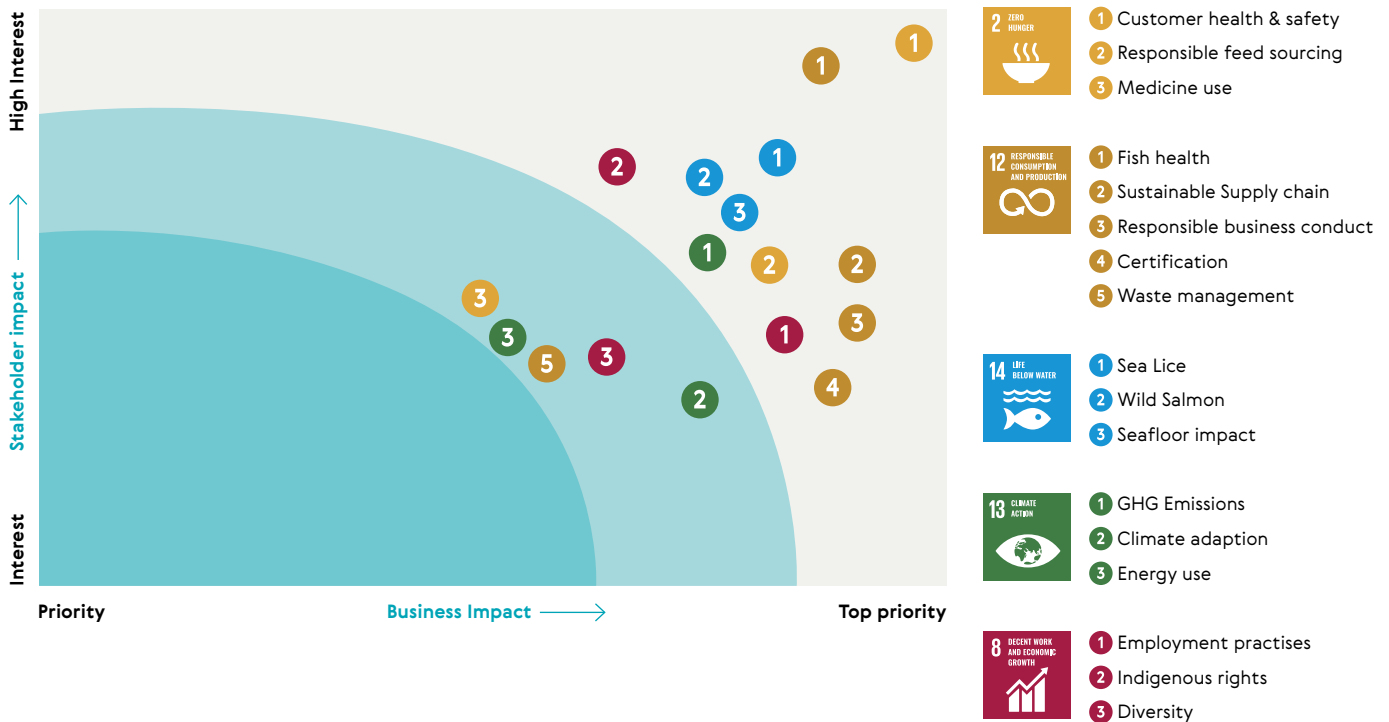 High Interest
Stakeholder impact
Interest
Priority
Business Impact
Top priority
1
1
2
1
2
3
1
2
2
3
3
1
3
5
3
4
2
2 ZERO
HUNGER
1 Customer health & safety
2 Responsible feed sourcing
3 Medicine use
12 RESPONSIBLE
CONSUMPTION
AND PRODUCTION
1 Fish health
2 Sustainable Supply chain
3 Responsible business conduct
4 Certification
5 Waste management
14 LIFE
BELOW WATER
1 Sea Lice
2 Wild Salmon
3 Seafloor impact
13 CLIMATE
ACTION
1 GHG Emissions
2 Climate adaption
3 Energy use
8 DECENT WORK
AND ECONOMIC
GROWTH
1 Employment practises
2 Indigenous rights
3 Diversity